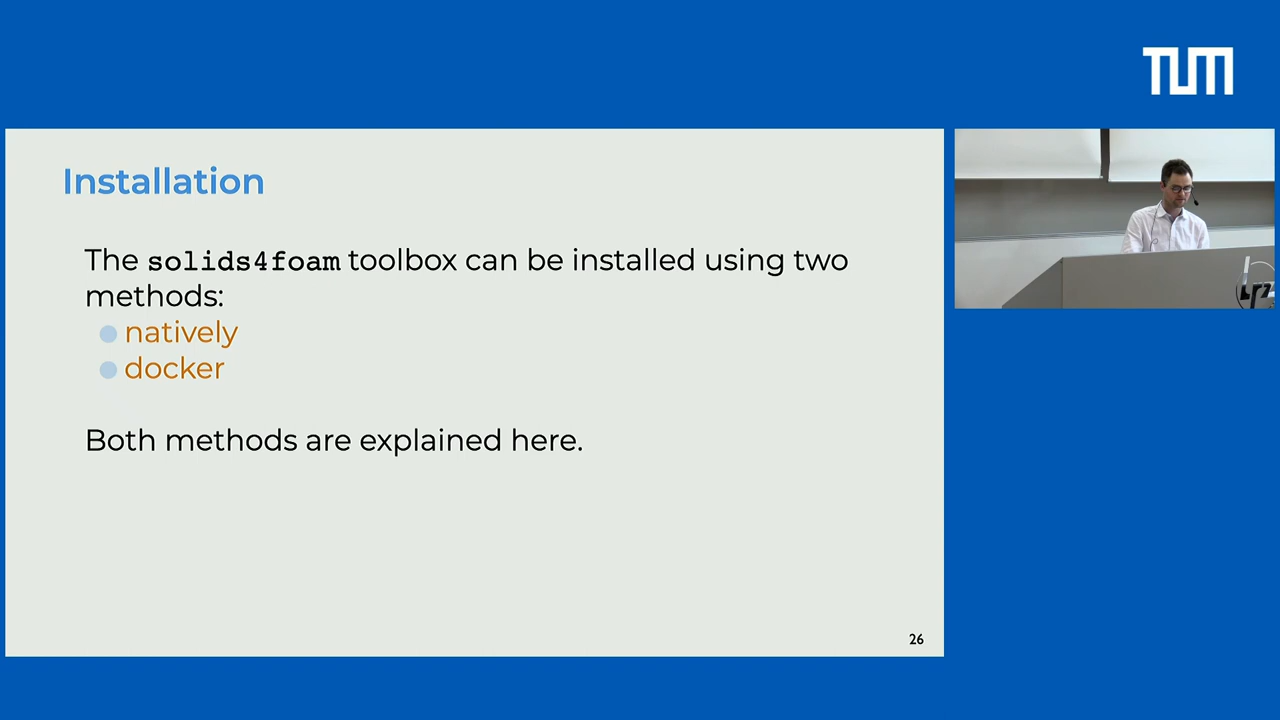 TUM
Installation
The solids4foam toolbox can be installed using two
methods:
natively
docker
Both methods are explained here.
26